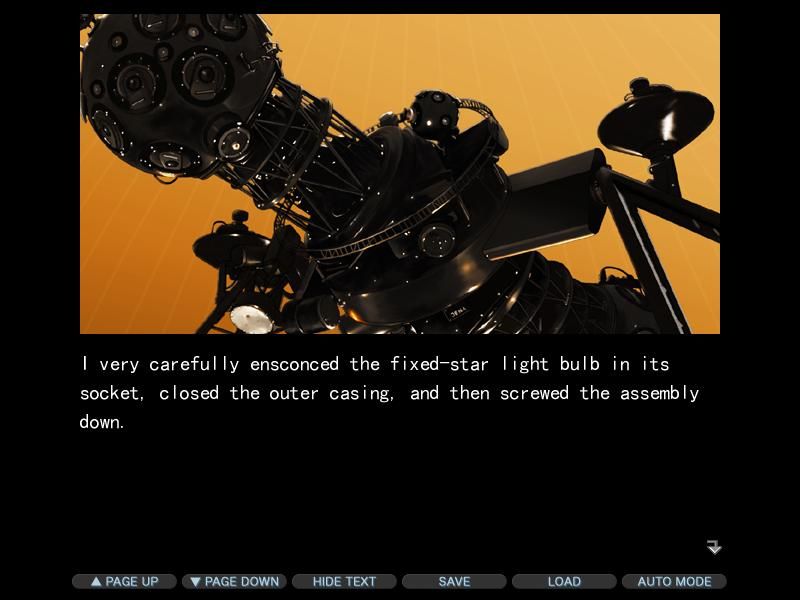 JENA
I very carefully ensconced the fixed-star light bulb in its
socket, closed the outer casing, and then screwed the assembly
down.
▲ PAGE UP
▼ PAGE DOWN
HIDE TEXT
SAVE
LOAD
AUTO MODE